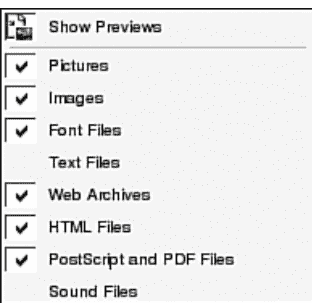 Show Previews
Pictures
Images
Font Files
Text Files
Web Archives
HTML Files
PostScript and PDF Files
Sound Files